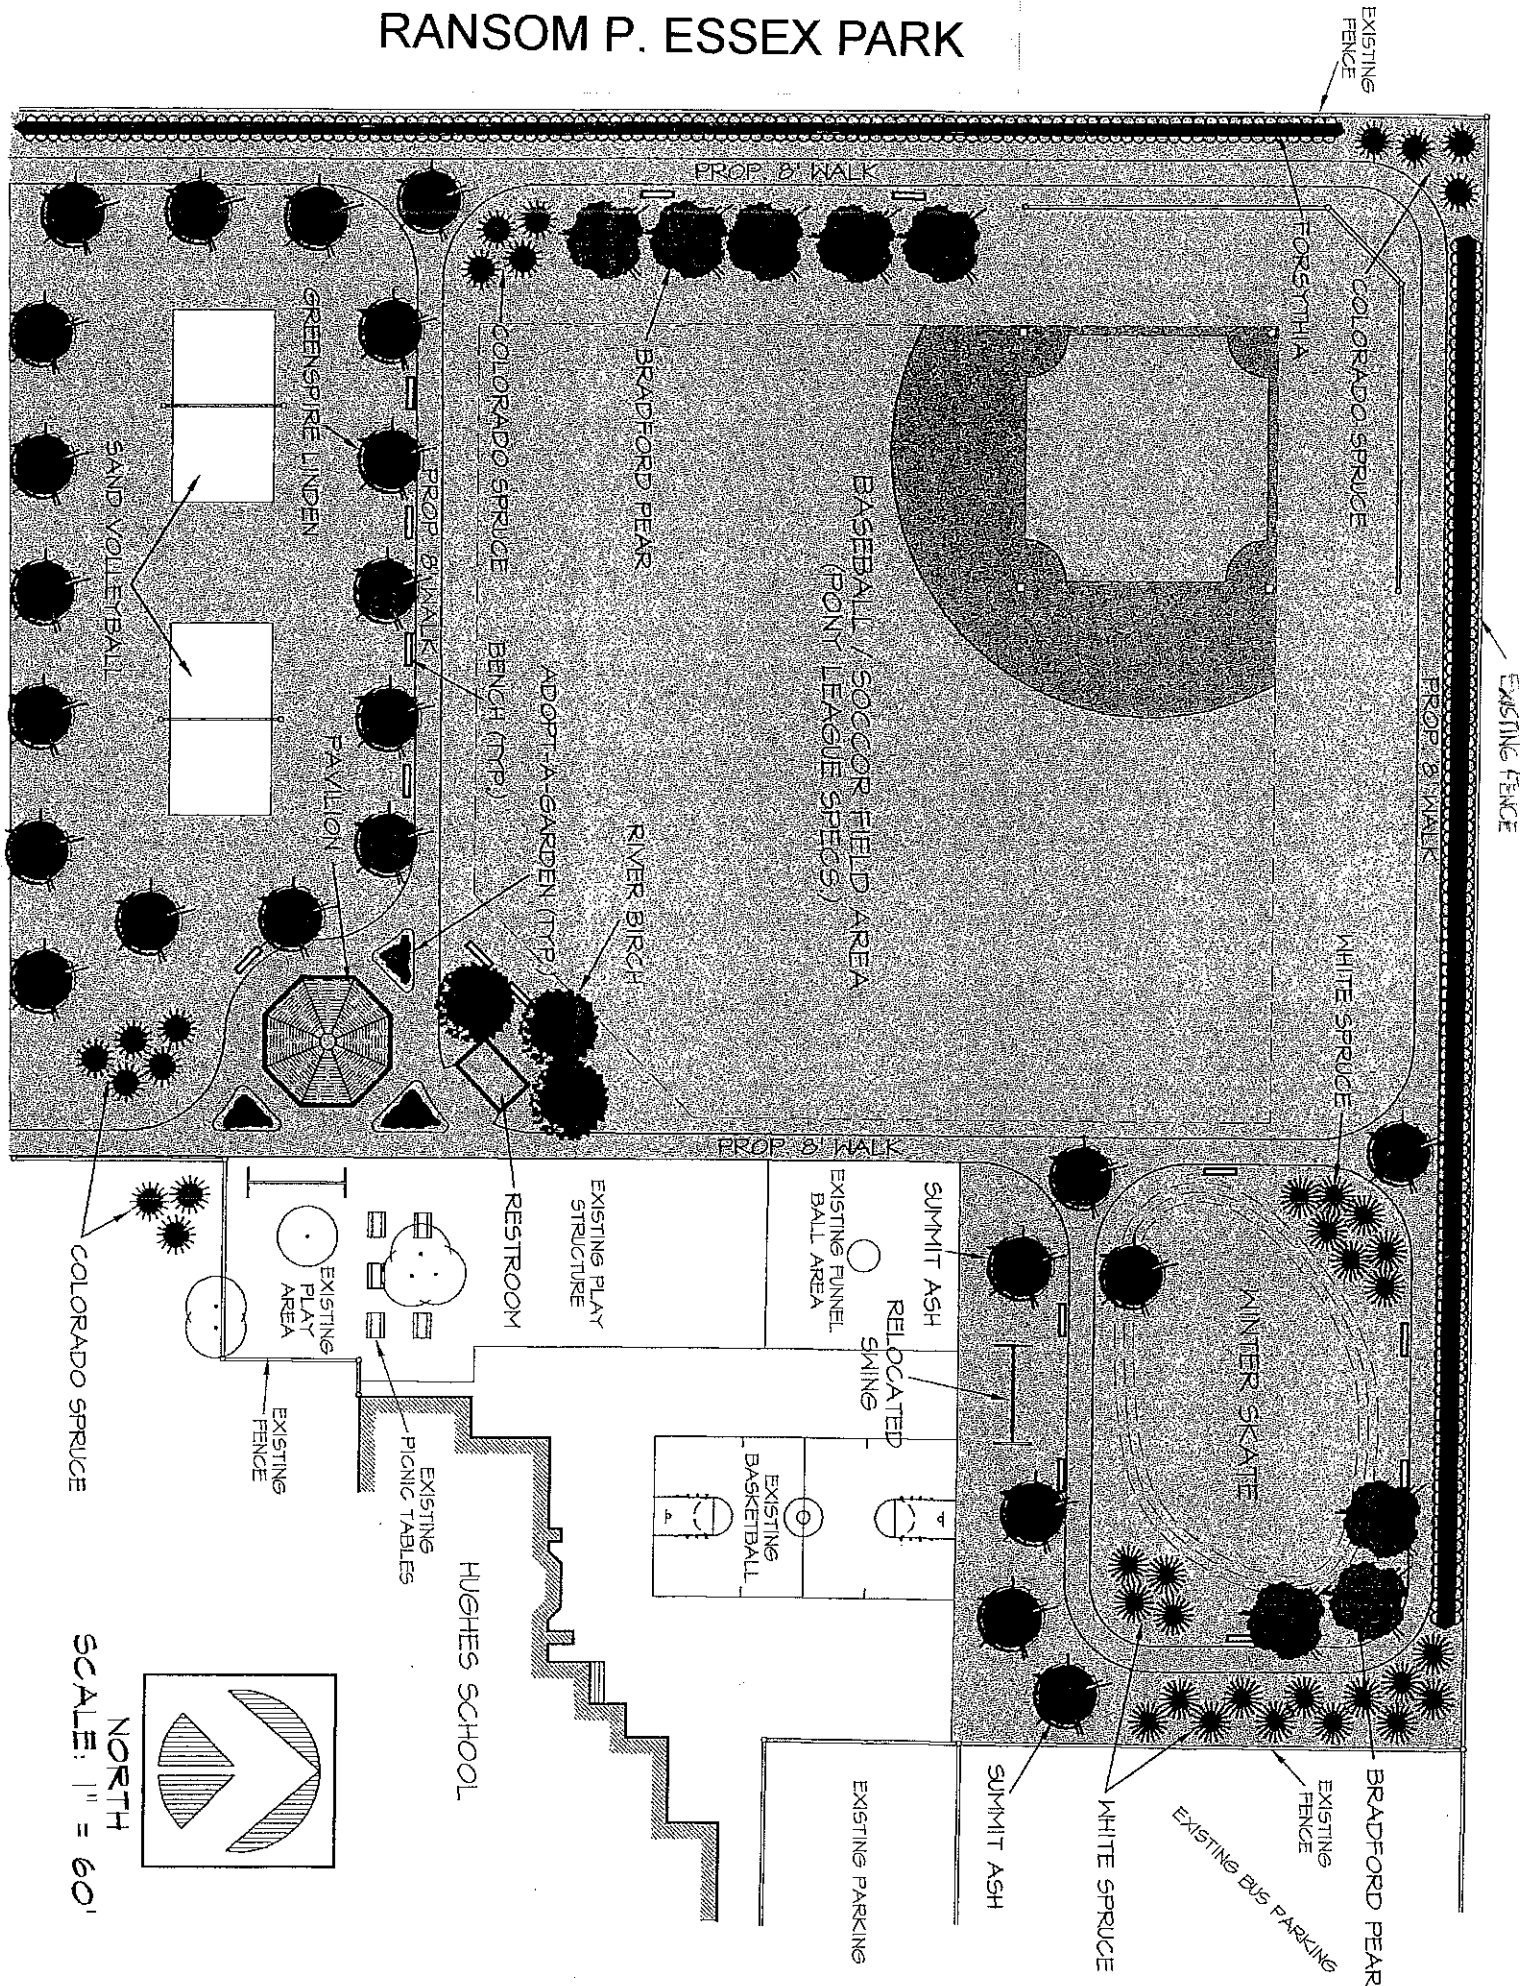 RANSOM P. ESSEX PARK
EXISTING
FENCE
PROP. 8' WALK
FORSYTHIA
COLORADO SPRUCE
EXISTING FENCE
PROP 8' WALK
GREENSPIRE LINDEN
COLORADO SPRUCE
BRADFORD PEAR
BASEBALL / SOCCOR FIELD AREA
(PONY LEAGUE SPECS.)
SAND VOLLEYBALL
PROP 8' WALK
BENCH (TYP.)
ADOPT-A-GARDEN (TYP.)
PAVILION
RIVER BIRCH
WHITE SPRUCE
PROP 8' WALK
COLORADO SPRUCE
EXISTING
PLAY
AREA
RESTROOM
EXISTING PLAY
STRUCTURE
EXISTING FUNNEL
BALL AREA
SUMMIT ASH
RELOCATED
SWING
WINTER SKATE
EXISTING
FENCE
EXISTING
PICNIC TABLES
EXISTING
BASKETBALL
HUGHES SCHOOL
NORTH
SCALE: 1" = 60'
EXISTING PARKING
SUMMIT ASH
WHITE SPRUCE
EXISTING
FENCE
EXISTING BUS PARKING
BRADFORD PEAR